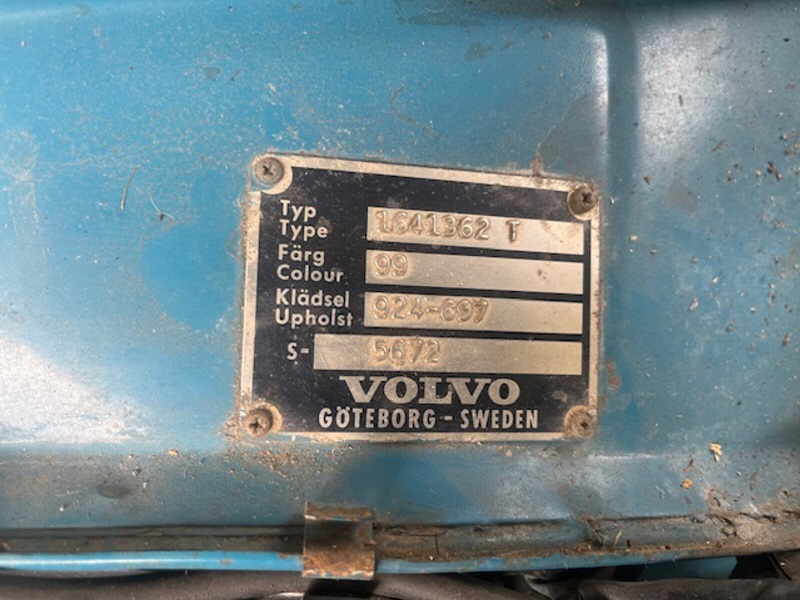 Typ
Type 1641362 T
Färg
Colour 99
Klädsel
Upholst 924-697
S- 5672
VOLVO
GÖTEBORG - SWEDEN